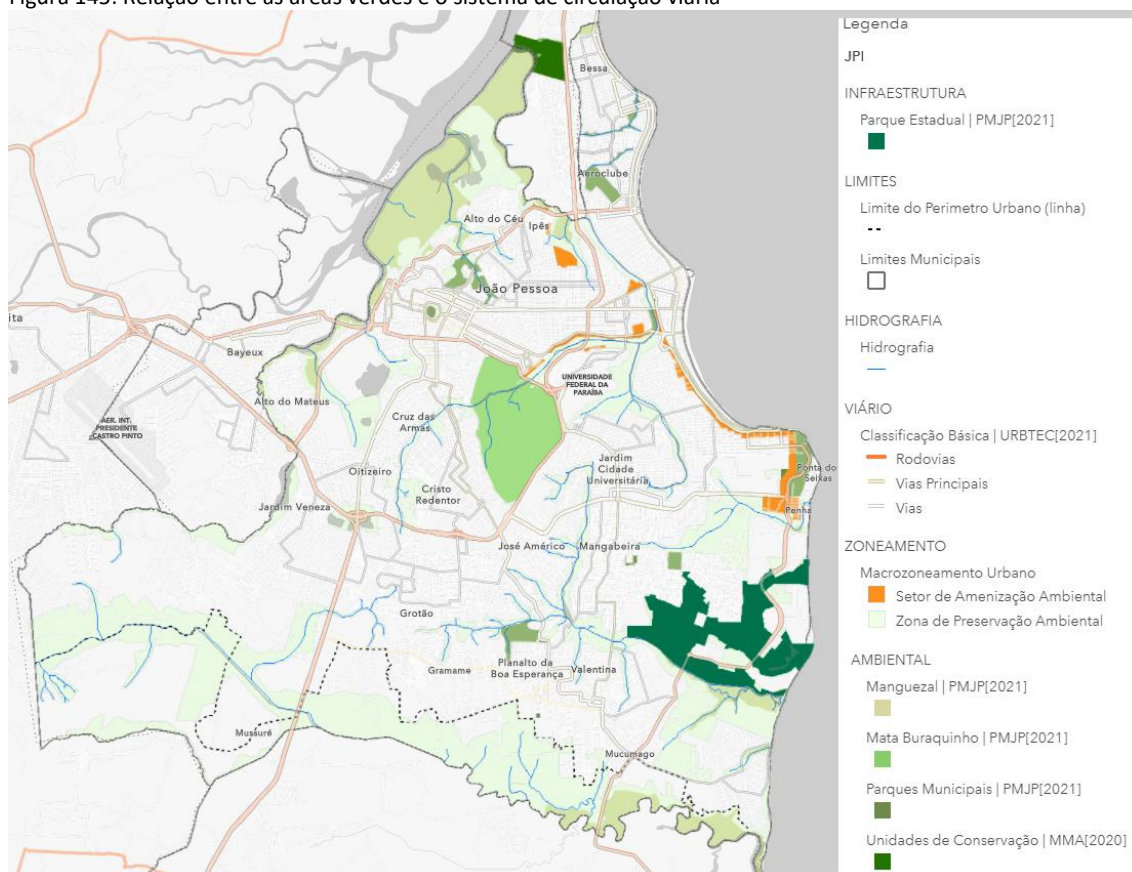 Figura 145: Relação entre as áreas verdes e o sistema de circulação viária
Legenda
JPI
INFRAESTRUTURA
Parque Estadual | PMJP[2021]
LIMITES
Limite do Perimetro Urbano (linha)
Limites Municipais
HIDROGRAFIA
Hidrografia
VIÁRIO
Classificação Básica | URBTEC[2021]
Rodovias
Vias Principais
Vias
ZONEAMENTO
Macrozoneamento Urbano
Setor de Amenização Ambiental
Zona de Preservação Ambiental
AMBIENTAL
Manguezal | PMJP[2021]
Mata Buraquinho | PMJP[2021]
Parques Municipais | PMJP[2021]
Unidades de Conservação | MMA[2020]
Bessa
Aeroclube
Alto do Céu
Ipês
João Pessoa
ita
Bayeux
UNIVERSIDADE
FEDERAL DA
PARAÍBA
Alto do Mateus
AER. INT.
PRESIDENTE
CASTRO PINTO
Cruz das
Armas
Oitizeiro
Jardim
Cidade
Universitária
Ponta do
Seixas
Cristo
Redentor
Jardim Veneza
Penha
José Américo
Mangabeira
Grotão
Gramame
Planalto da
Boa Esperança
Valentina
Mussuré
Mucumago